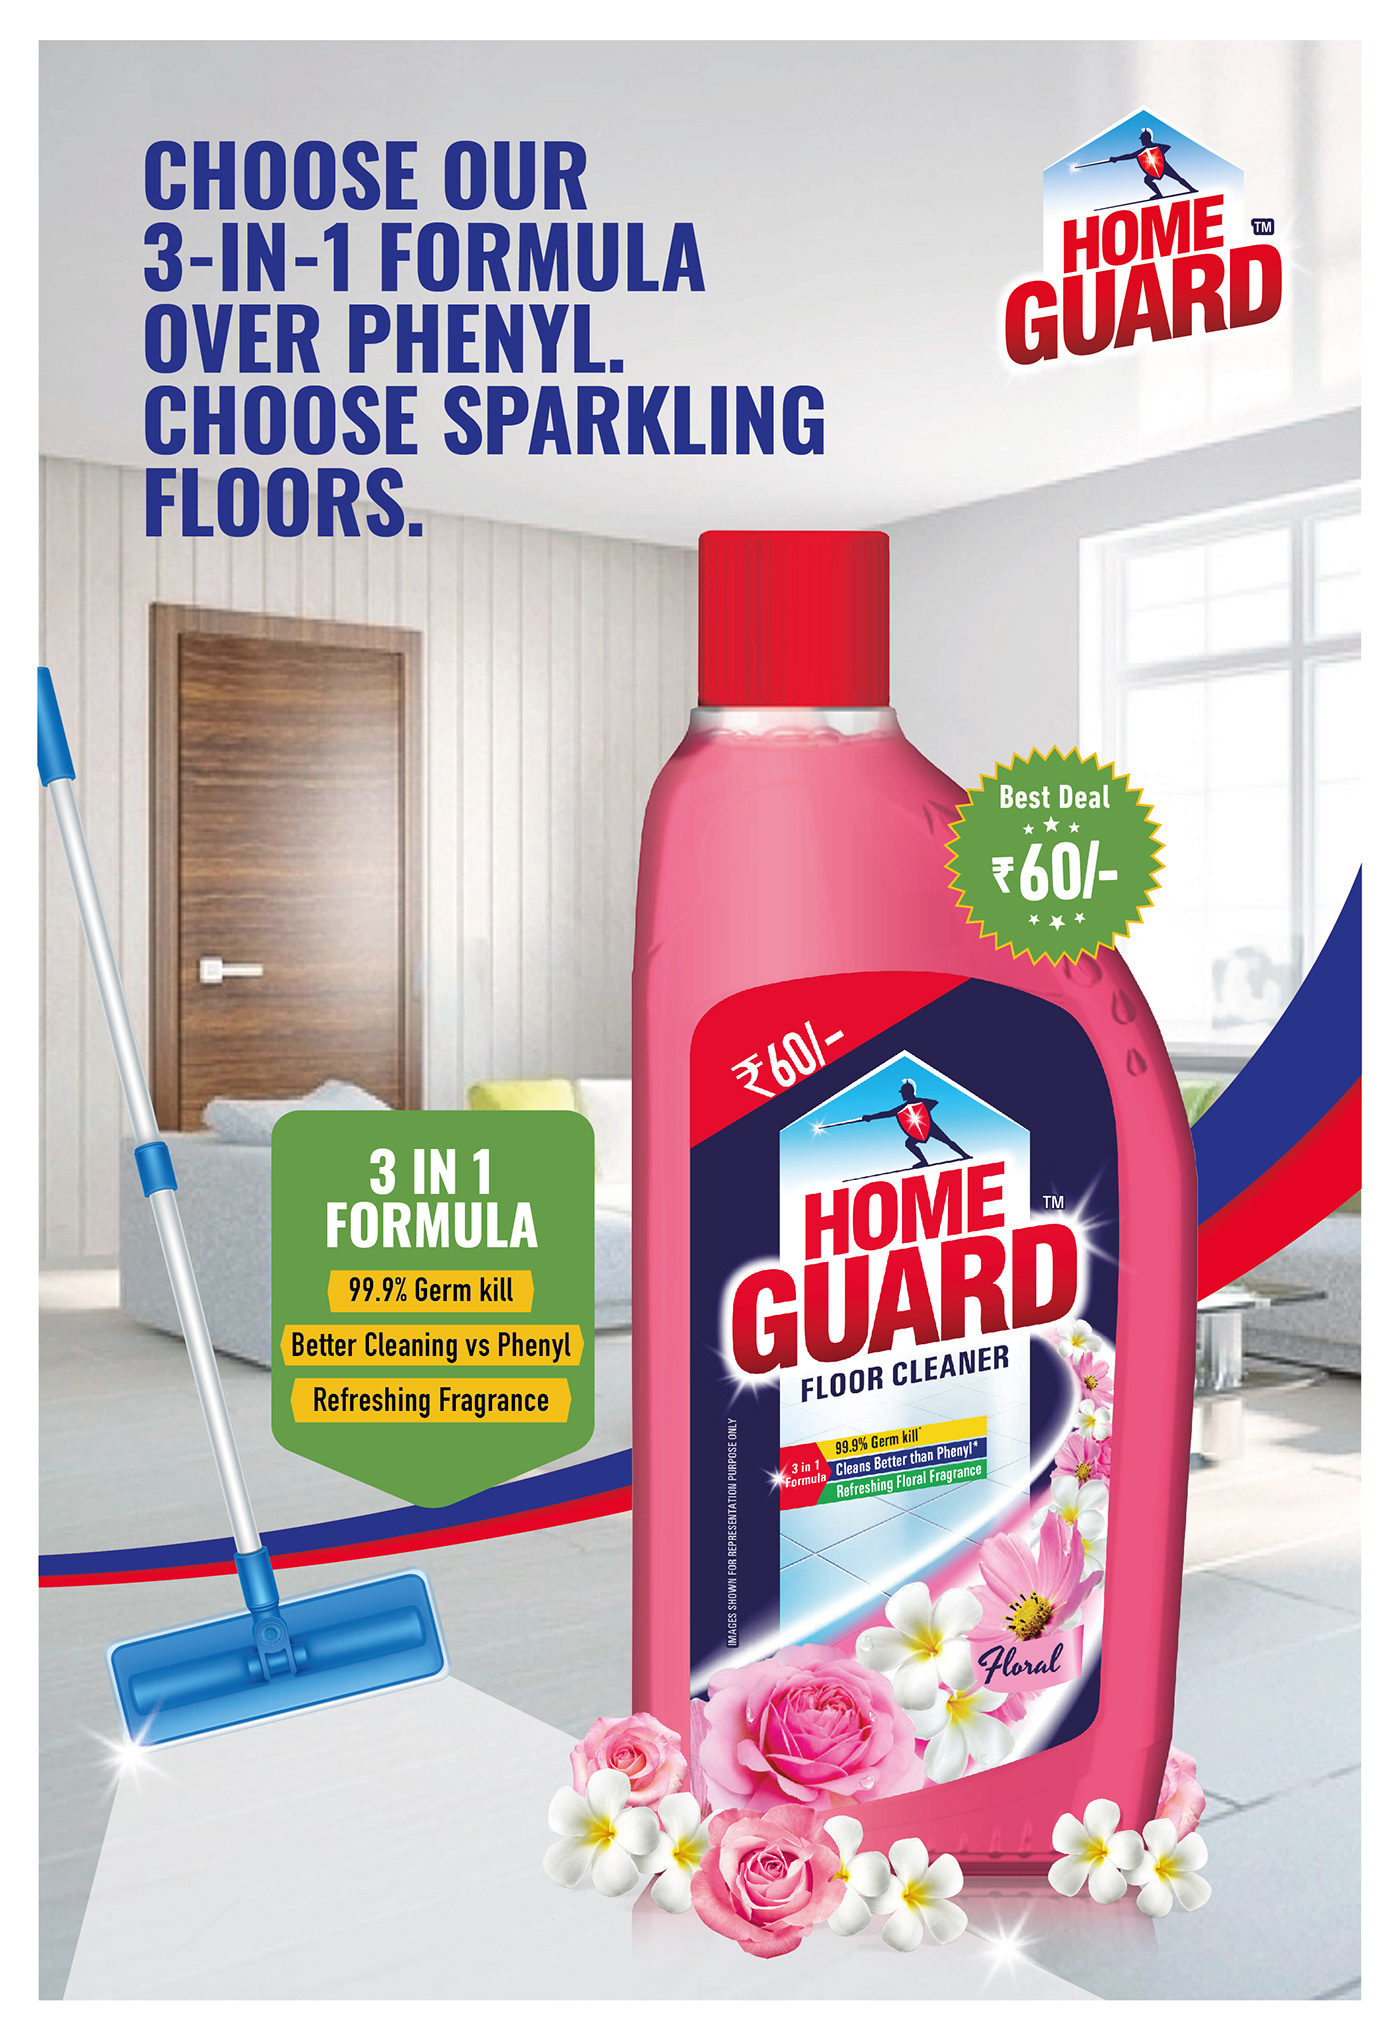 CHOOSE OUR
3-IN-1 FORMULA
OVER PHENYL.
CHOOSE SPARKLING
FLOORS.
HOME
GUARD
TM
Best Deal
₹60/-
₹60/-
HOME
GUARD
TM
FLOOR CLEANER
3 in 1
Formula
99.9% Germ kill^
Cleans Better than Phenyl*
Refreshing Floral Fragrance
IMAGES SHOWN FOR REPRESENTATION PURPOSE ONLY
Floral
3 IN 1
FORMULA
99.9% Germ kill
Better Cleaning vs Phenyl
Refreshing Fragrance